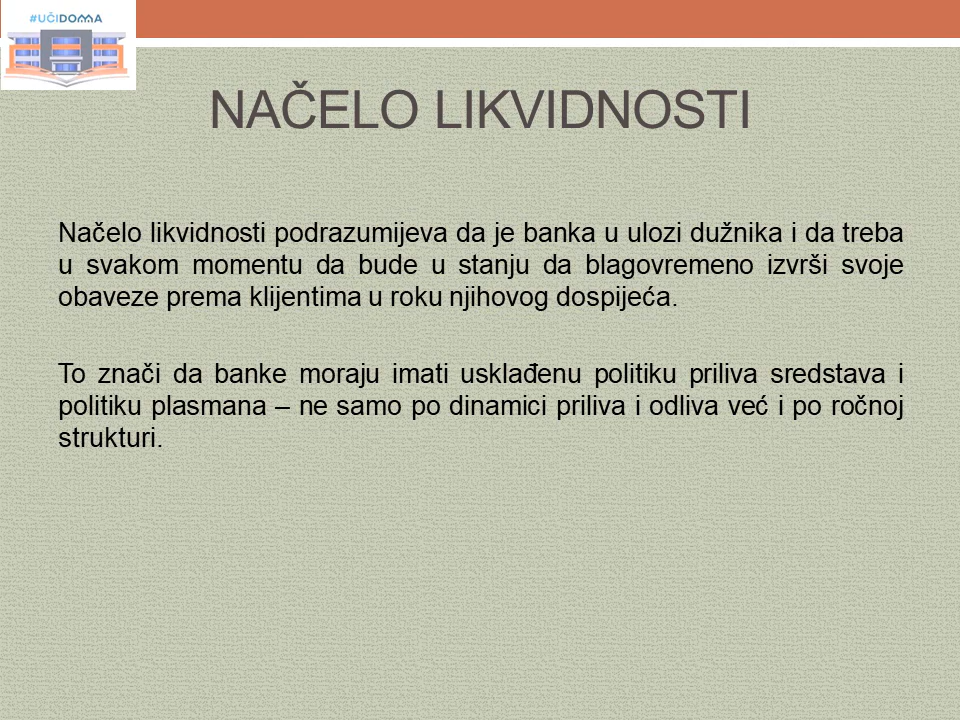 #UČIDOMA
NAČELO LIKVIDNOSTI
Načelo likvidnosti podrazumijeva da je banka u ulozi dužnika i da treba
u svakom momentu da bude u stanju da blagovremeno izvrši svoje
obaveze prema klijentima u roku njihovog dospijeća.
To znači da banke moraju imati usklađenu politiku priliva sredstava i
politiku plasmana – ne samo po dinamici priliva i odliva već i po ročnoj
strukturi.